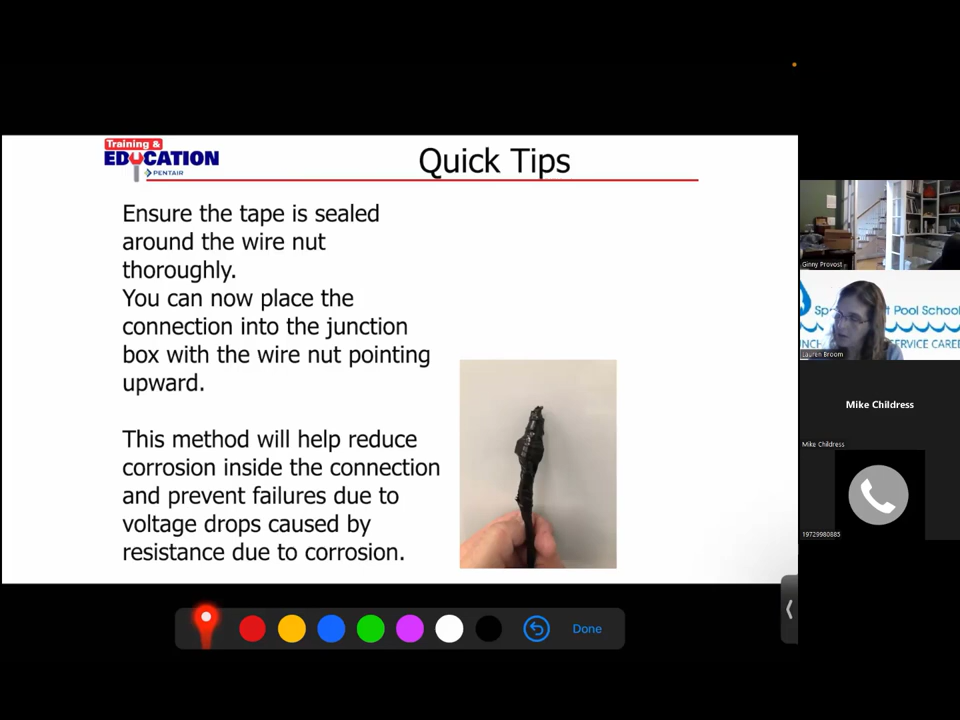 Training &
EDUCATION
PENTAIR
Quick Tips
Ensure the tape is sealed
around the wire nut
thoroughly.
You can now place the
connection into the junction
box with the wire nut pointing
upward.
This method will help reduce
corrosion inside the connection
and prevent failures due to
voltage drops caused by
resistance due to corrosion.
Ginny Provost
Pool School
SERVICE CAREE
Lauren Broom
Mike Childress
Mike Childress
19729980885
Done